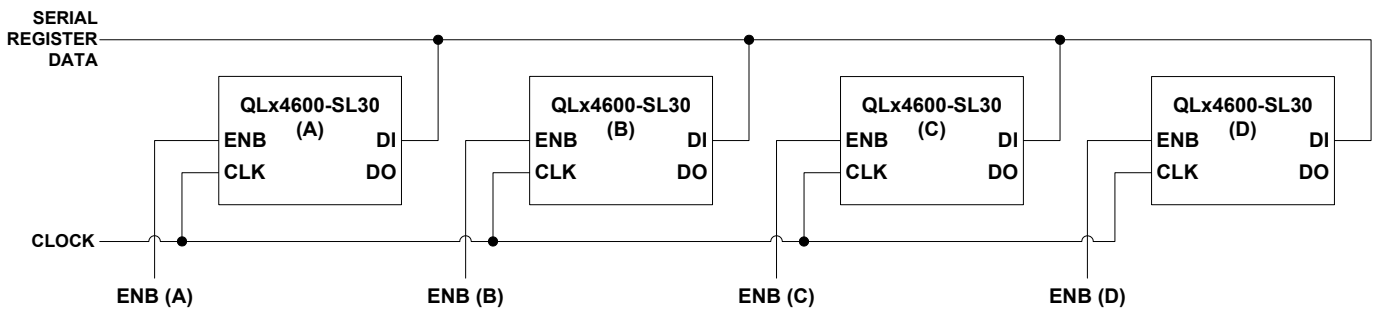 SERIAL
REGISTER
DATA
QLx4600-SL30
(A)
ENB DI
CLK DO
QLx4600-SL30
(B)
ENB DI
CLK DO
QLx4600-SL30
(C)
ENB DI
CLK DO
QLx4600-SL30
(D)
ENB DI
CLK DO
CLOCK
ENB (A)
ENB (B)
ENB (C)
ENB (D)